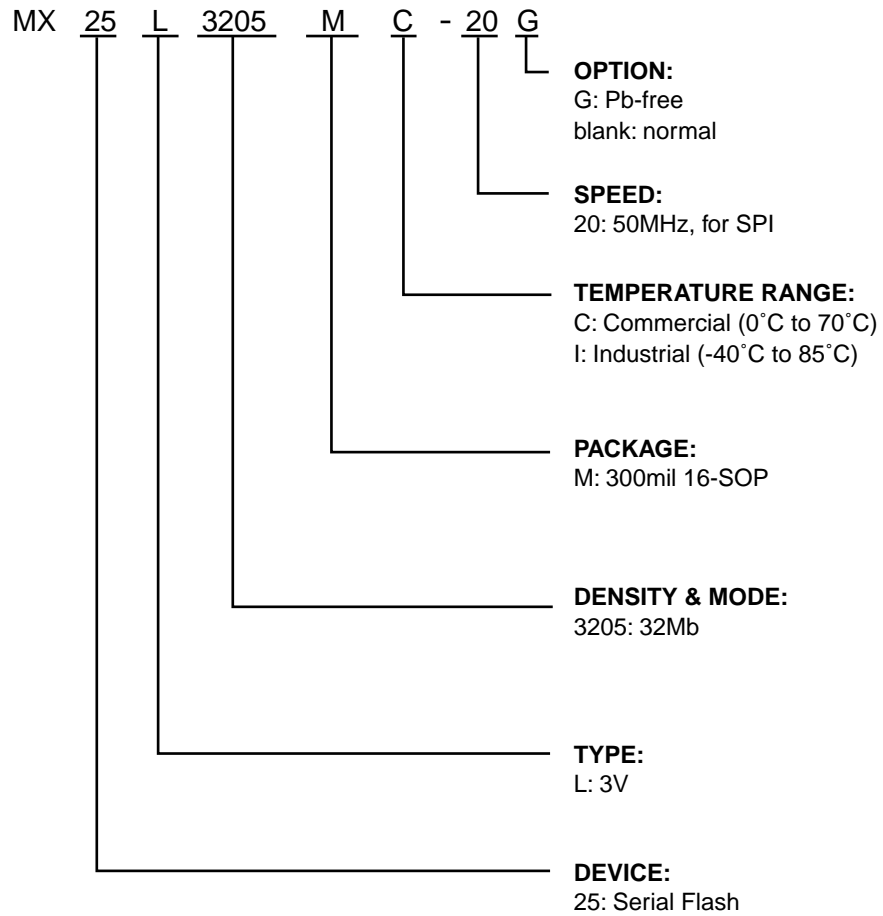 MX 25 L 3205 M C - 20 G
OPTION:
G: Pb-free
blank: normal
SPEED:
20: 50MHz, for SPI
TEMPERATURE RANGE:
C: Commercial (0˚C to 70˚C)
I: Industrial (-40˚C to 85˚C)
PACKAGE:
M: 300mil 16-SOP
DENSITY & MODE:
3205: 32Mb
TYPE:
L: 3V
DEVICE:
25: Serial Flash